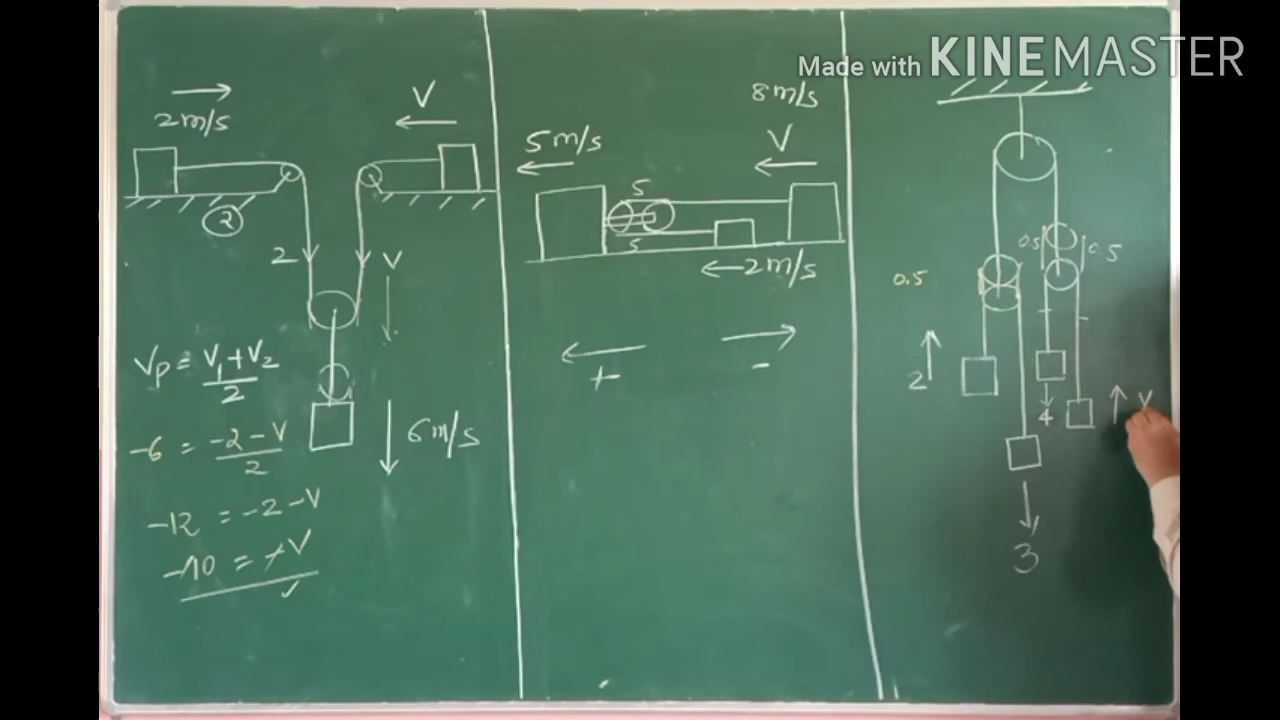 Made with KINEMASTER
2m/s
V
2
2
V
Vp = V1+V2/2
-6 = -2-V/2
6m/s
-12 = -2-V
-10 = -V
8m/s
5m/s
V
5
5
←2m/s
+
-
0.5
0.5
0.5
2
4
V
3